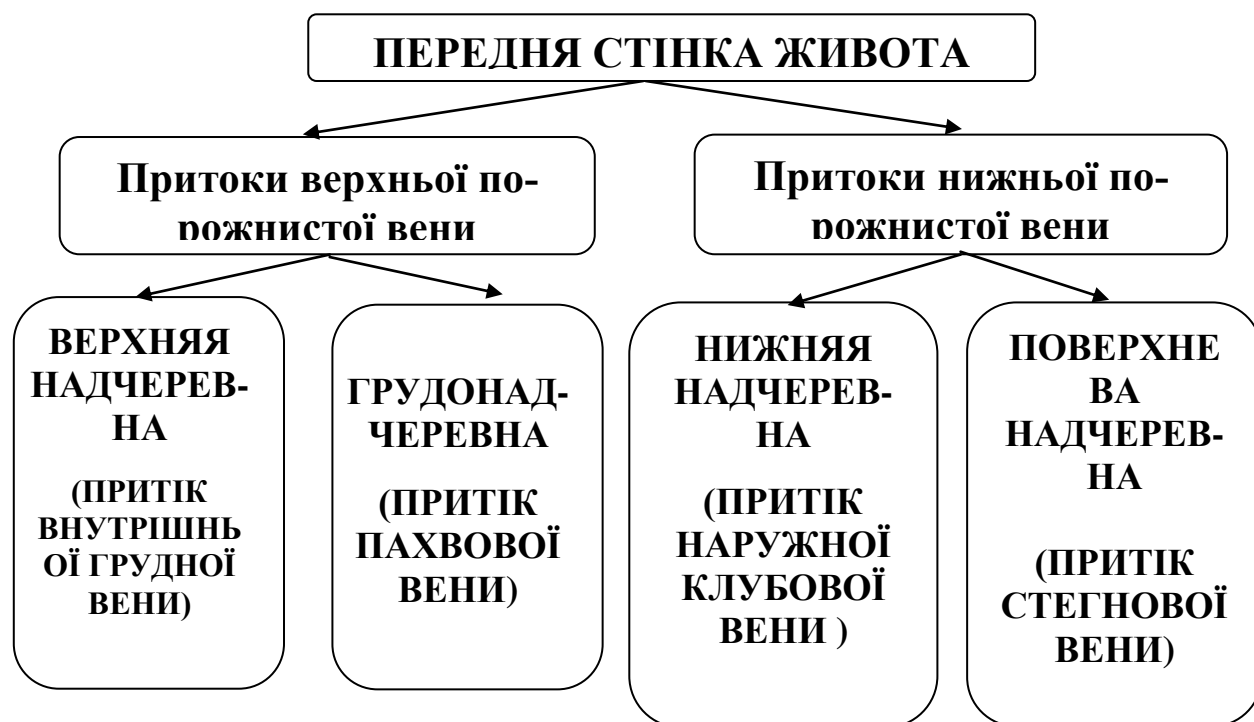 ПЕРЕДНЯ СТІНКА ЖИВОТА
Притоки верхньої по-
рожнистої вени
Притоки нижньої по-
рожнистої вени
ВЕРХНЯЯ
НАДЧЕРЕВ-
НА
(ПРИТІК
ВНУТРІШНЬ
ОЇ ГРУДНОЇ
ВЕНИ)
ГРУДОНАД-
ЧЕРЕВНА
(ПРИТІК
ПАХВОВОЇ
ВЕНИ)
НИЖНЯЯ
НАДЧЕРЕВ-
НА
(ПРИТІК
НАРУЖНОЇ
КЛУБОВОЇ
ВЕНИ )
ПОВЕРХНЕ
ВА
НАДЧЕРЕВ-
НА
(ПРИТІК
СТЕГНОВОЇ
ВЕНИ)